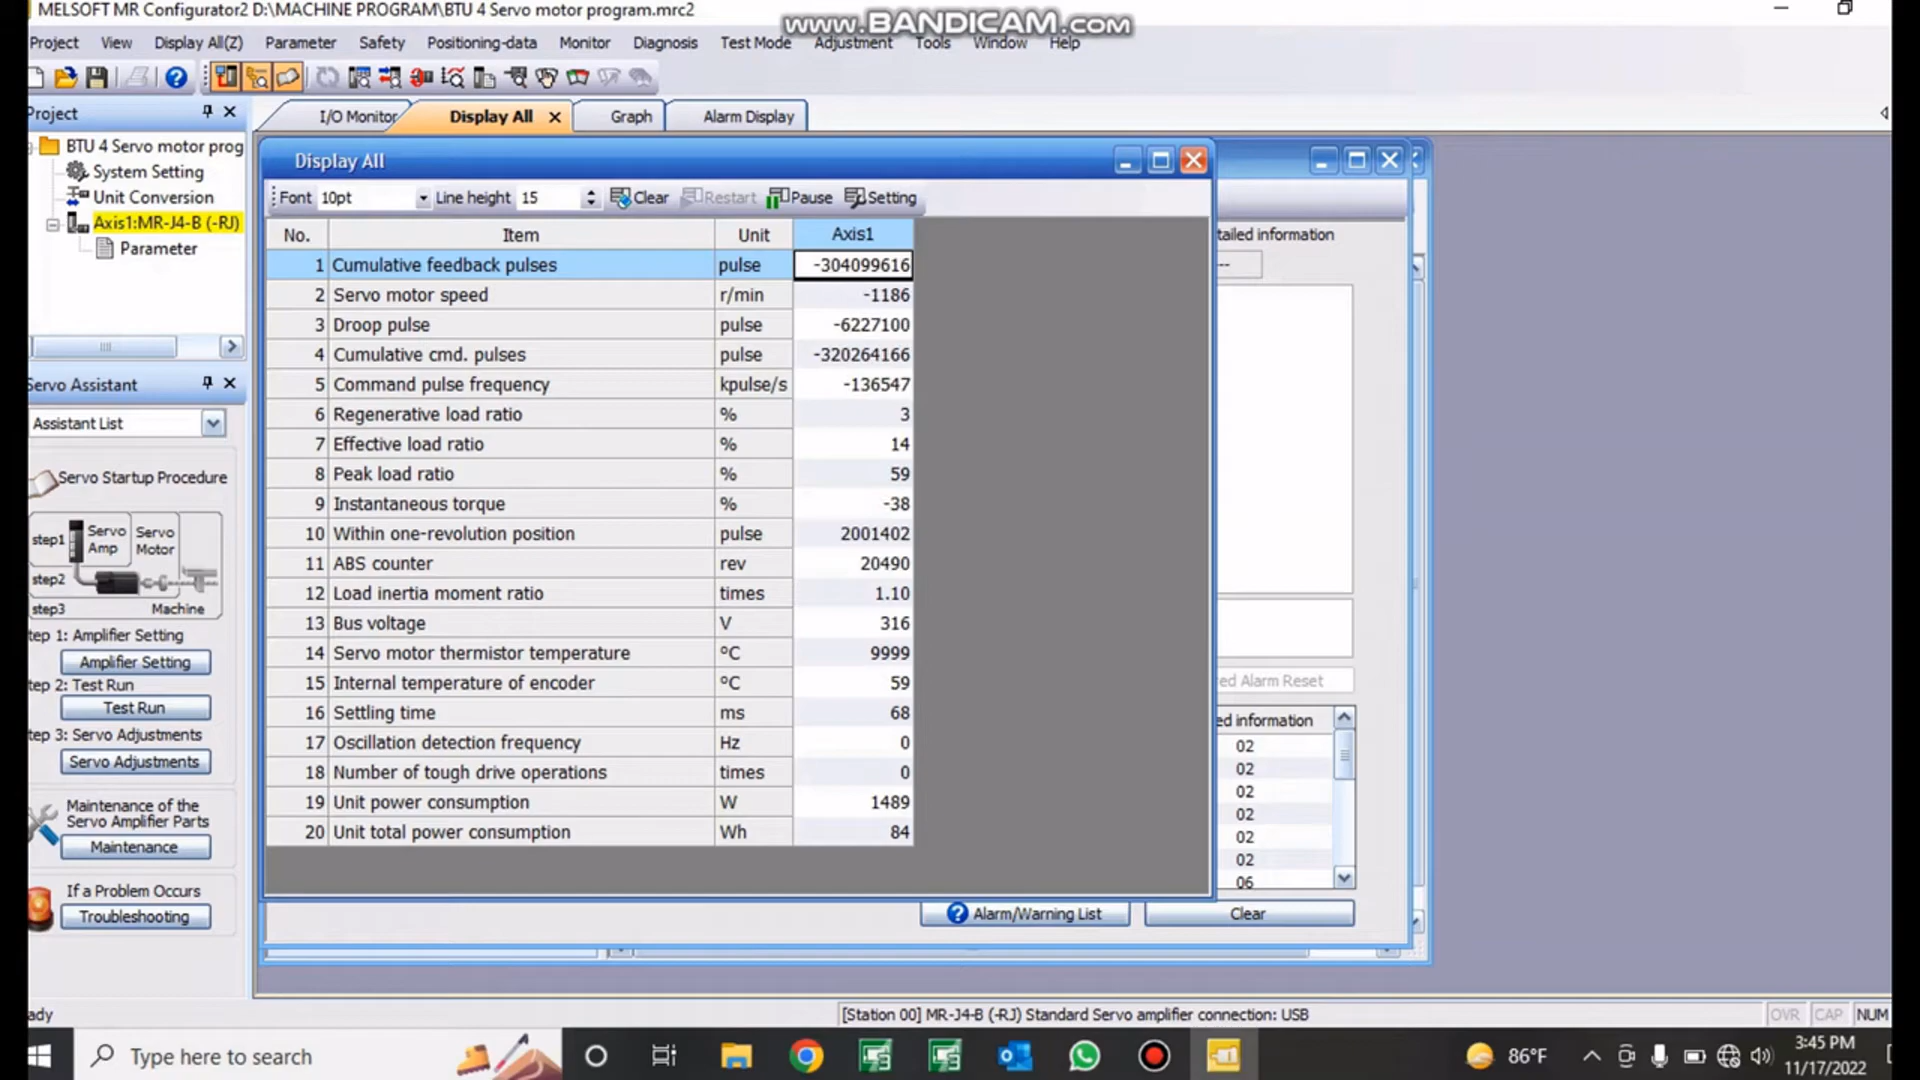 MELSOFT MR Configurator2 D:\MACHINE PROGRAM\BTU 4 Servo motor program.mrc2
www.BANDICAM.com
Project View Display All(Z) Parameter Safety Positioning-data Monitor Diagnosis Test Mode Adjustment Tools Window Help
Project
I/O Monitor Display All Graph Alarm Display
BTU 4 Servo motor prog
System Setting
Unit Conversion
Axis1:MR-J4-B (-RJ)
Parameter
Servo Assistant
Assistant List
Servo Startup Procedure
step1 Servo Amp Servo Motor
step2
step3 Machine
tep 1: Amplifier Setting
Amplifier Setting
tep 2: Test Run
Test Run
tep 3: Servo Adjustments
Servo Adjustments
Maintenance of the
Servo Amplifier Parts
Maintenance
If a Problem Occurs
Troubleshooting
Display All
Font 10pt Line height 15 Clear Restart Pause Setting
No. Item Unit Axis1
1 Cumulative feedback pulses pulse -304099616
2 Servo motor speed r/min -1186
3 Droop pulse pulse -6227100
4 Cumulative cmd. pulses pulse -320264166
5 Command pulse frequency kpulse/s -136547
6 Regenerative load ratio % 3
7 Effective load ratio % 14
8 Peak load ratio % 59
9 Instantaneous torque % -38
10 Within one-revolution position pulse 2001402
11 ABS counter rev 20490
12 Load inertia moment ratio times 1.10
13 Bus voltage V 316
14 Servo motor thermistor temperature °C 9999
15 Internal temperature of encoder °C 59
16 Settling time ms 68
17 Oscillation detection frequency Hz 0
18 Number of tough drive operations times 0
19 Unit power consumption W 1489
20 Unit total power consumption Wh 84
tailed information
--
ed Alarm Reset
ed information
02
02
02
02
02
02
06
Alarm/Warning List Clear
ady
[Station 00] MR-J4-B (-RJ) Standard Servo amplifier connection: USB
OVR CAP NUM
Type here to search
86°F
3:45 PM
11/17/2022